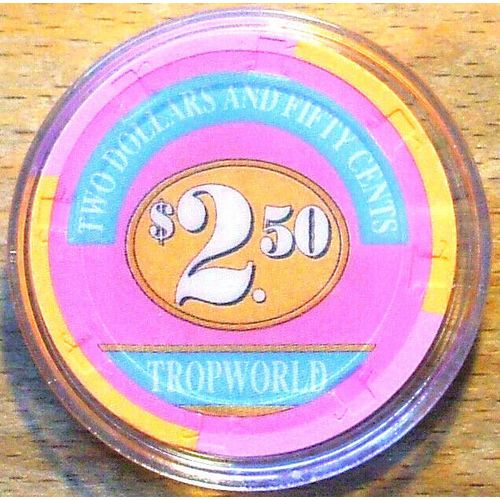 TWO DOLLARS AND FIFTY CENTS
$2.50
TROPWORLD